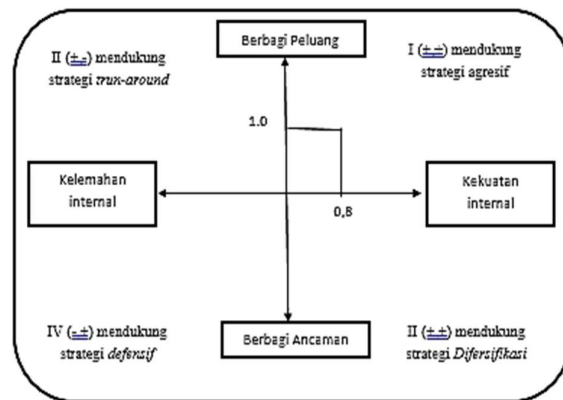 Berbagi Peluang
II (+,-) mendukung
strategi trun-around
I (+,+) mendukung
strategi agresif
1.0
Kelemahan
internal
Kekuatan
internal
0,8
IV (-,+) mendukung
strategi defensif
Berbagi Ancaman
II (+,+) mendukung
strategi Difersifikasi